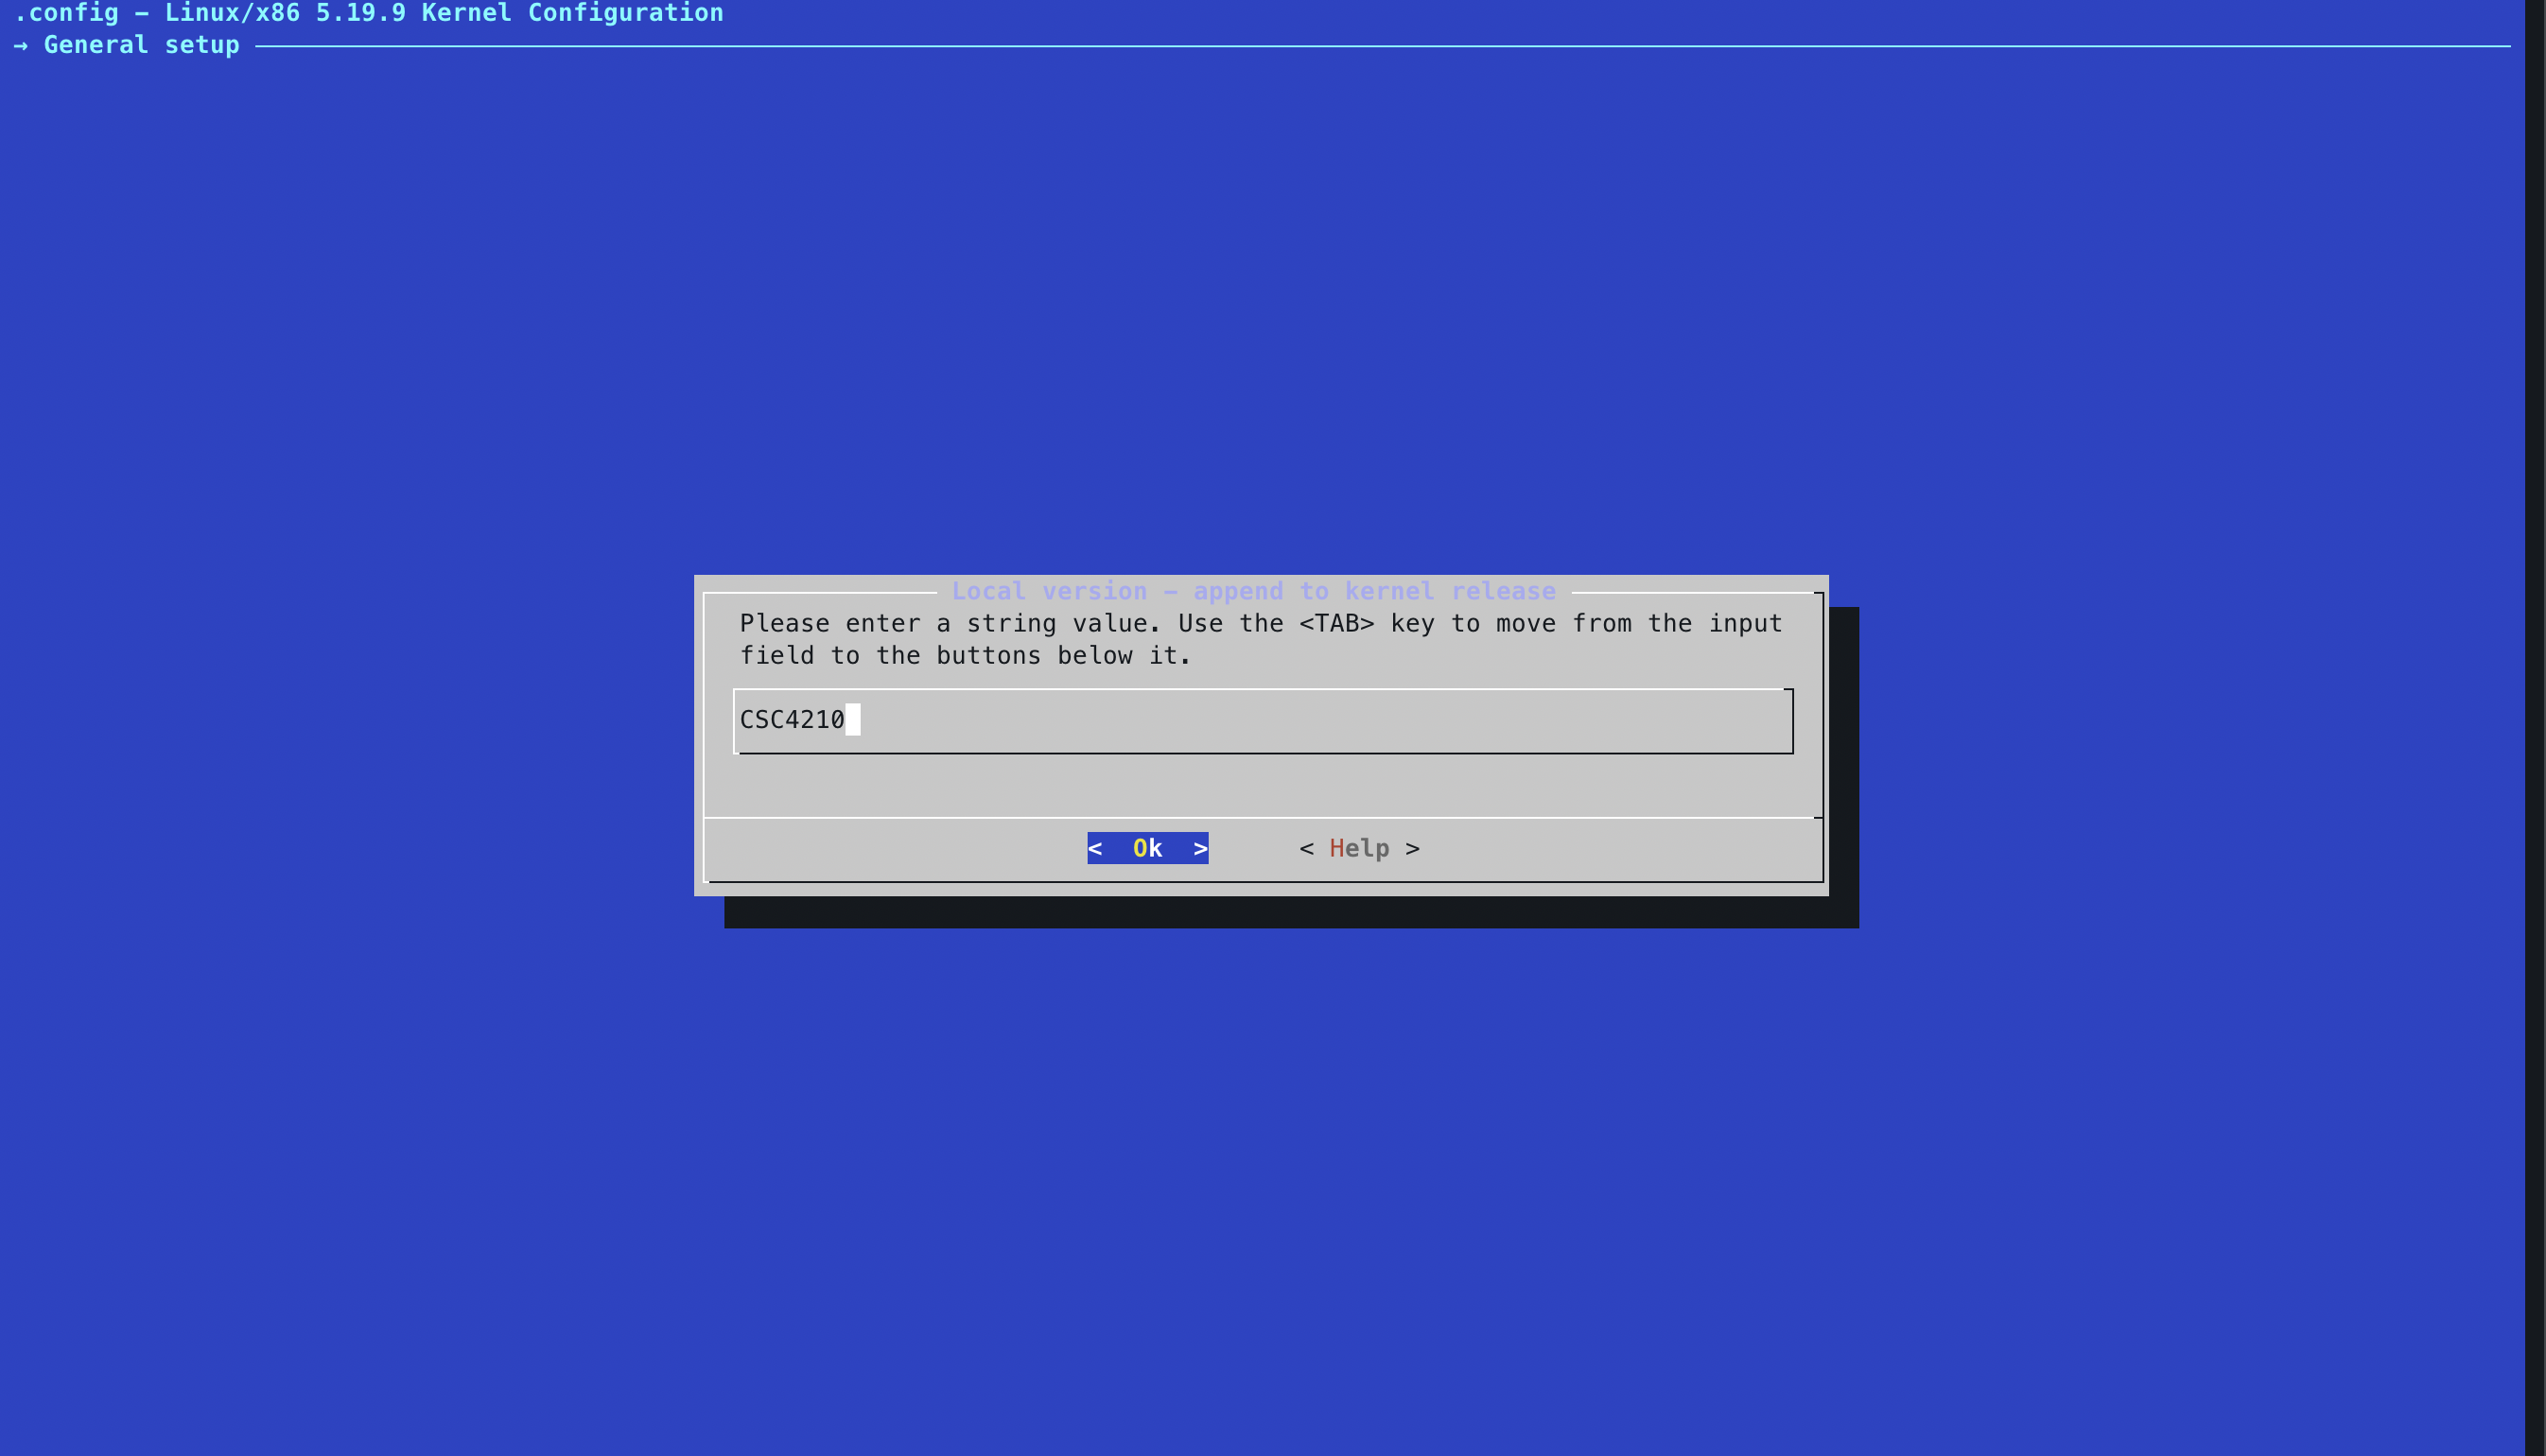 .config - Linux/x86 5.19.9 Kernel Configuration
→ General setup
Local version - append to kernel release
Please enter a string value. Use the <TAB> key to move from the input
field to the buttons below it.
CSC4210
< Ok > < Help >